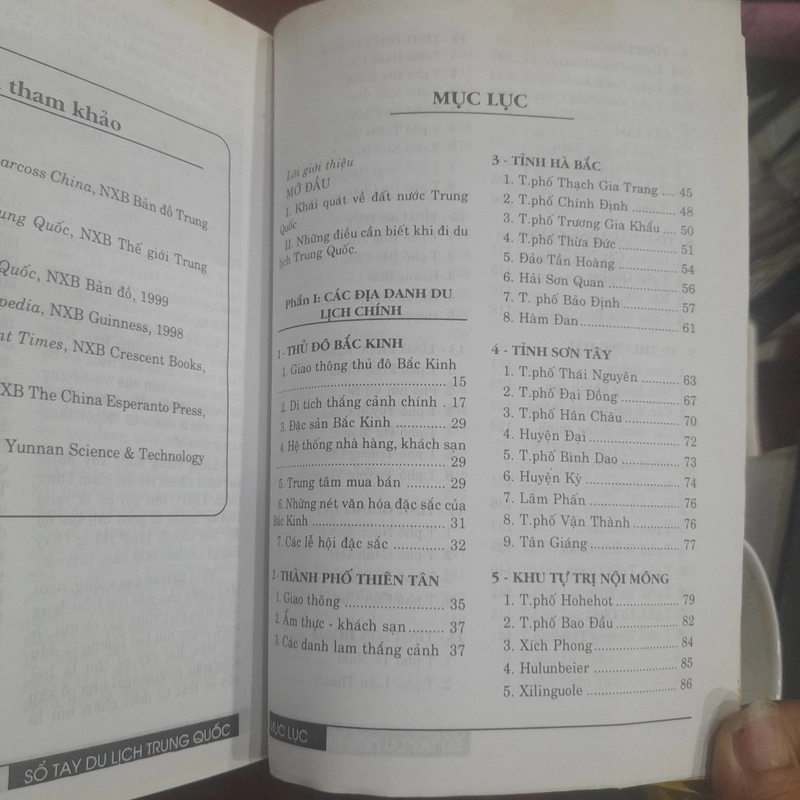 tham khảo
arcoss China, NXB Bản đồ Trung
ung Quốc, NXB Thế giới Trung
Quốc, NXB Bản đồ, 1999
pedia, NXB Guinness, 1998
nt Times, NXB Crescent Books,
XB The China Esperanto Press,
Yunnan Science & Technology
SỔ TAY DU LỊCH TRUNG QUỐC
MỤC LỤC
Lời giới thiệu
MỞ ĐẦU
I. Khái quát về đất nước Trung
Quốc
II. Những điều cần biết khi đi du
lịch Trung Quốc.
Phần I: CÁC ĐỊA DANH DU
LỊCH CHÍNH
1 - THỦ ĐÔ BẮC KINH
1. Giao thông thủ đô Bắc Kinh
..................................... 15
2. Di tích thắng cảnh chính . 17
3. Đặc sản Bắc Kinh ............ 29
4. Hệ thống nhà hàng, khách sạn
..................................... 29
5. Trung tâm mua bán .......... 29
6. Những nét văn hóa đặc sắc của
Bắc Kinh ........................ 31
7. Các lễ hội đặc sắc ............ 32
2 - THÀNH PHỐ THIÊN TÂN
1. Giao thông .................... 35
2. Ẩm thực - khách sạn ........ 37
3. Các danh lam thắng cảnh 37
3 - TỈNH HÀ BẮC
1. T.phố Thạch Gia Trang .... 45
2. T.phố Chính Định ............ 48
3. T.phố Trương Gia Khẩu ... 50
4. T.phố Thừa Đức .............. 51
5. Đảo Tần Hoàng .............. 54
6. Hải Sơn Quan ................ 56
7. T. phố Bảo Định .............. 57
8. Hàm Đan ...................... 61
4 - TỈNH SƠN TÂY
1. T.phố Thái Nguyên .......... 63
2. T.phố Đại Đồng .............. 67
3. T.phố Hân Châu .............. 70
4. Huyện Đại .................... 72
5. T.phố Bình Dao .............. 73
6. Huyện Kỳ ...................... 74
7. Lâm Phấn ...................... 76
8. T.phố Vận Thành ............ 76
9. Tân Giáng .................... 77
5 - KHU TỰ TRỊ NỘI MÔNG
1. T.phố Hohehot ................ 79
2. T.phố Bao Đầu ................ 82
3. Xích Phong .................... 84
4. Hulunbeier .................... 85
5. Xilinguole .................... 86
MỤC LỤC